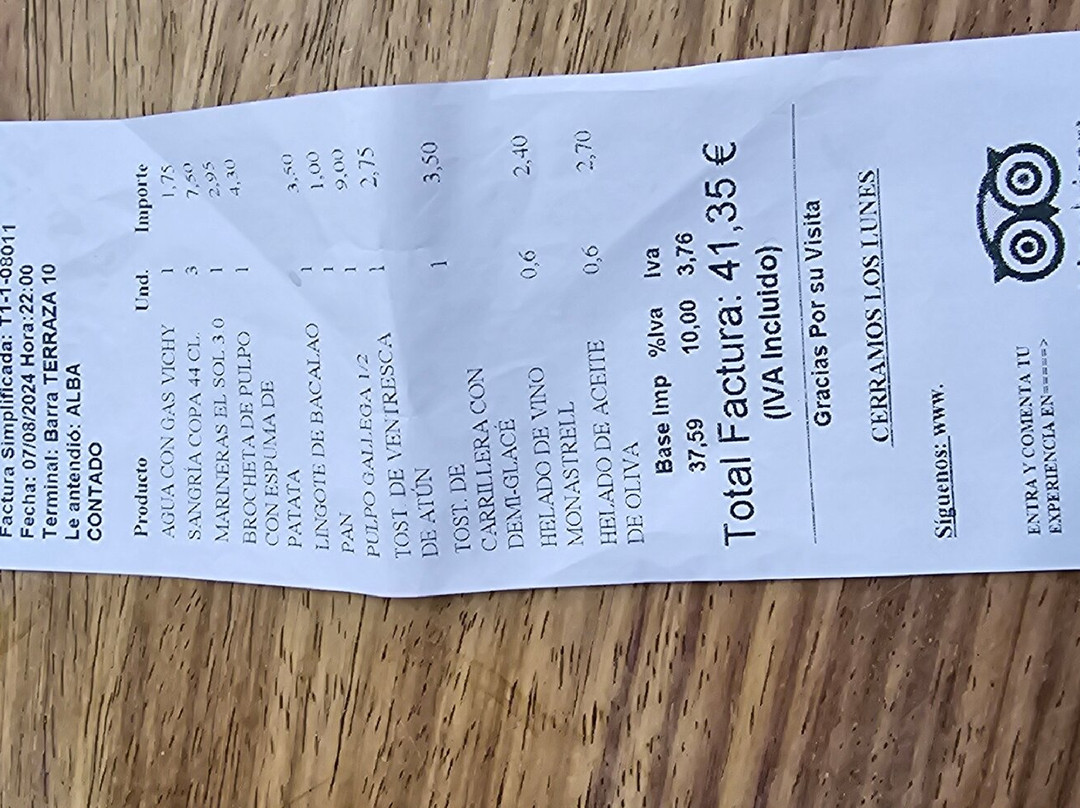 Factura Simplificada: T1-1-08011
Fecha: 07/08/2024 Hora:22:00
Terminal: Barra TERRAZA 10
Le antendió: ALBA
CONTADO
Producto Und. Importe
AGUA CON GAS VICHY 1 1,75
SANGRÍA COPA 44 CL. 3 7,50
MARINERAS EL SOL 3.0 1 2,95
BROCHETA DE PULPO 1 4,30
CON ESPUMA DE
PATATA
LINGOTE DE BACALAO 1 3,50
PAN 1 1,00
PULPO GALLEGA 1/2 1 9,00
TOST. DE VENTRESCA 1 2,75
DE ATÚN
TOST. DE 1 3,50
CARRILLERA CON
DEMI-GLACÉ
HELADO DE VINO 0,6 2,40
MONASTRELL
HELADO DE ACEITE 0,6 2,70
DE OLIVA
Base Imp %Iva Iva
37,59 10,00 3,76
Total Factura: 41,35 €
(IVA Incluido)
Gracias Por su Visita
CERRAMOS LOS LUNES
Síguenos: www.
ENTRA Y COMENTA TU
EXPERIENCIA EN=====>